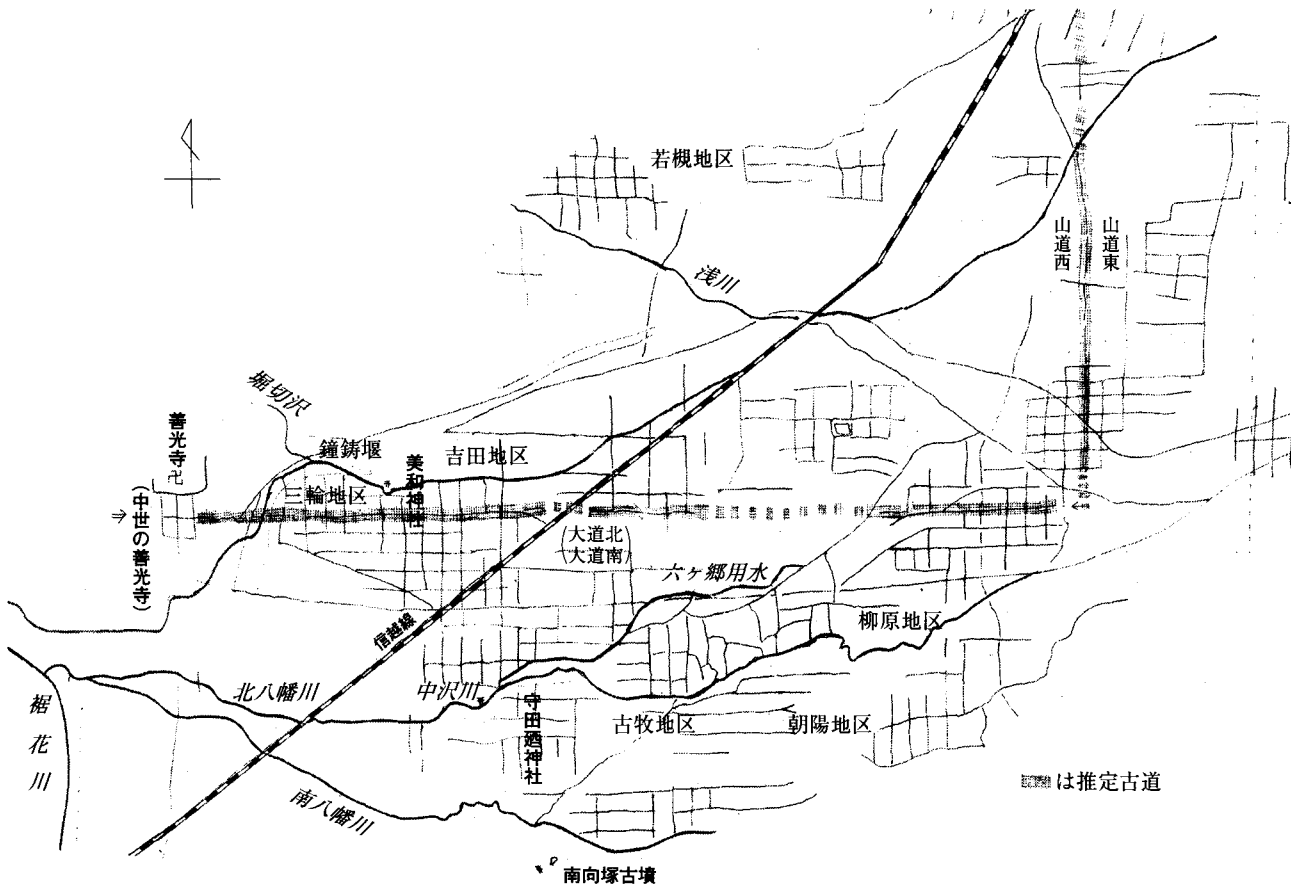 若槻地区
山道東
山道西
浅川
堀切沢
善光寺
卍
鐘鋳堰
美和神社
吉田地区
三輪地区
(中世の善光寺)
(大道北
大道南)
六ヶ郷用水
柳原地区
信越線
北八幡川
中沢川
守田廼神社
古牧地区
朝陽地区
裾花川
南八幡川
は推定古道
南向塚古墳